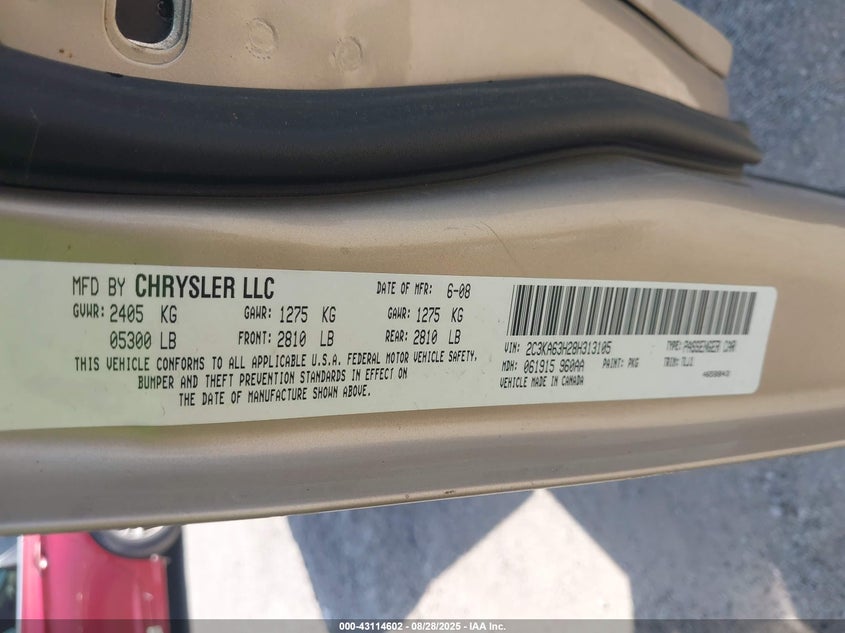 MFD BY CHRYSLER LLC DATE OF MFR: 6-08
GVWR: 2405 KG GAWR: 1275 KG GAWR: 1275 KG
05300 LB FRONT: 2810 LB REAR: 2810 LB
THIS VEHICLE CONFORMS TO ALL APPLICABLE U.S.A. FEDERAL MOTOR VEHICLE SAFETY,
BUMPER AND THEFT PREVENTION STANDARDS IN EFFECT ON
THE DATE OF MANUFACTURE SHOWN ABOVE.
VIN: 2C3KA63H28H313105 TYPE: PASSENGER CAR
MDH: 061915 960AA PAINT: PKG TRIM:
VEHICLE MADE IN CANADA
000-43114602 - 08/28/2025 - IAA Inc.